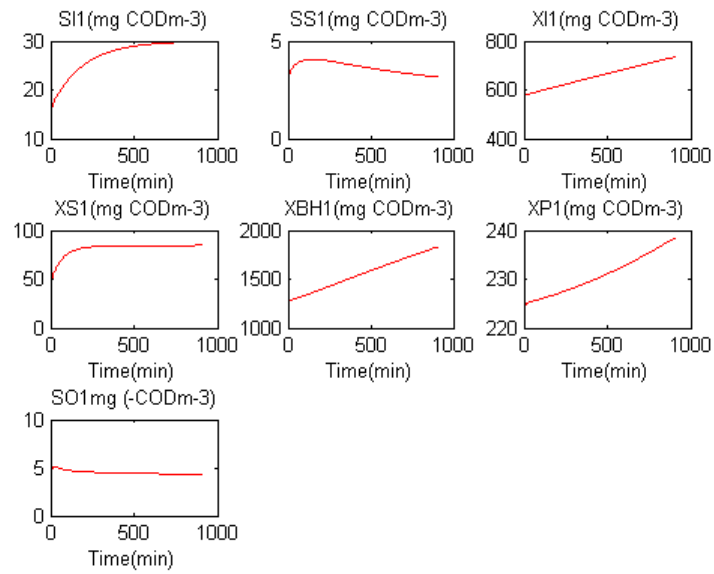 SI1(mg CODm-3)
SS1(mg CODm-3)
XI1(mg CODm-3)
30
20
10
0
500
1000
Time(min)
5
0
0
500
1000
Time(min)
800
600
400
0
500
1000
Time(min)
XS1(mg CODm-3)
XBH1(mg CODm-3)
XP1(mg CODm-3)
100
50
0
0
500
1000
Time(min)
2000
1500
1000
0
500
1000
Time(min)
240
230
220
0
500
1000
Time(min)
SO1mg (-CODm-3)
10
5
0
0
500
1000
Time(min)